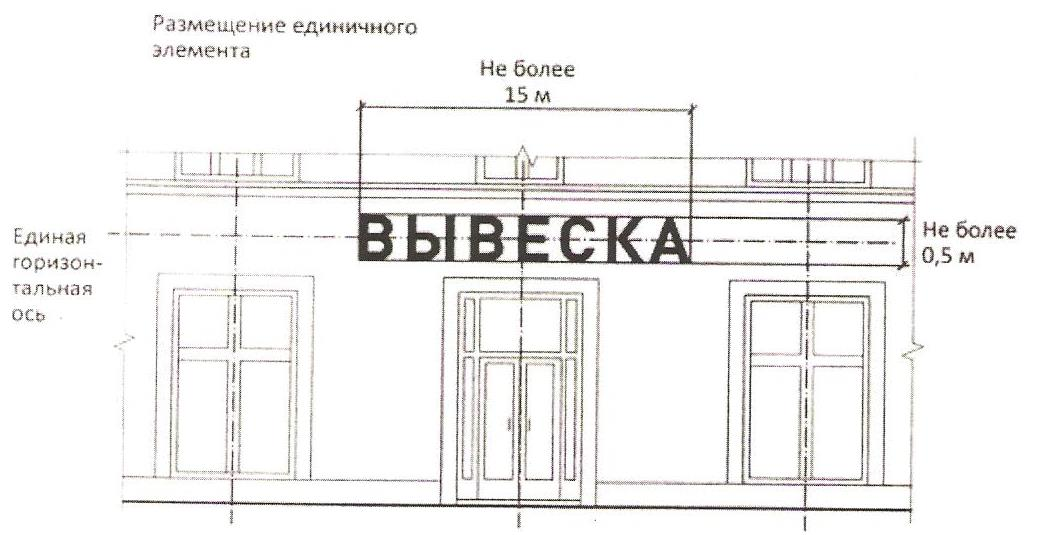 Размещение единичного
элемента
Не более
15 м
ВЫВЕСКА
Единая
горизон-
тальная
ось
Не более
0,5 м